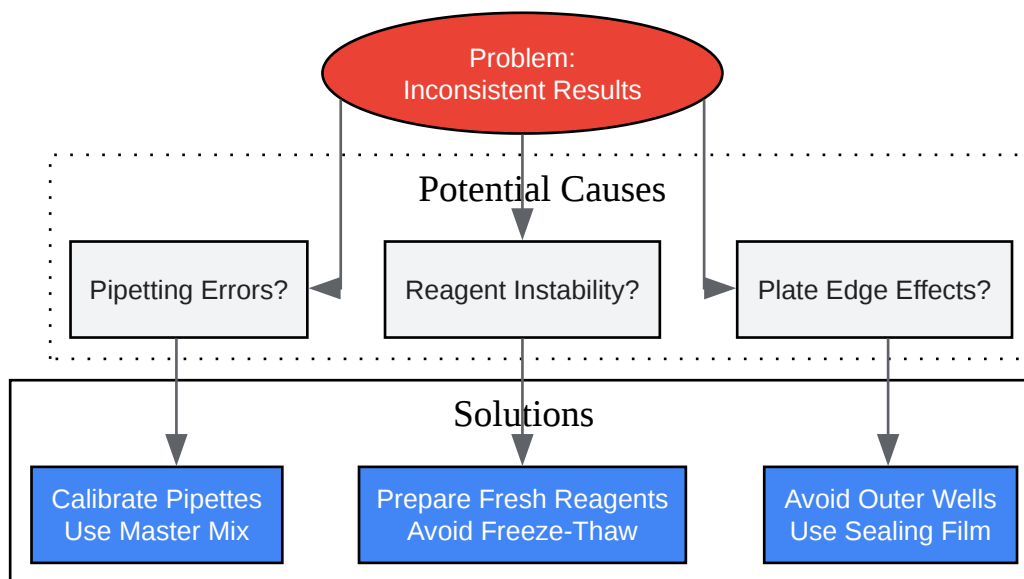 Problem:
Inconsistent Results
Potential Causes
Pipetting Errors?
Reagent Instability?
Plate Edge Effects?
Solutions
Calibrate Pipettes
Use Master Mix
Prepare Fresh Reagents
Avoid Freeze-Thaw
Avoid Outer Wells
Use Sealing Film